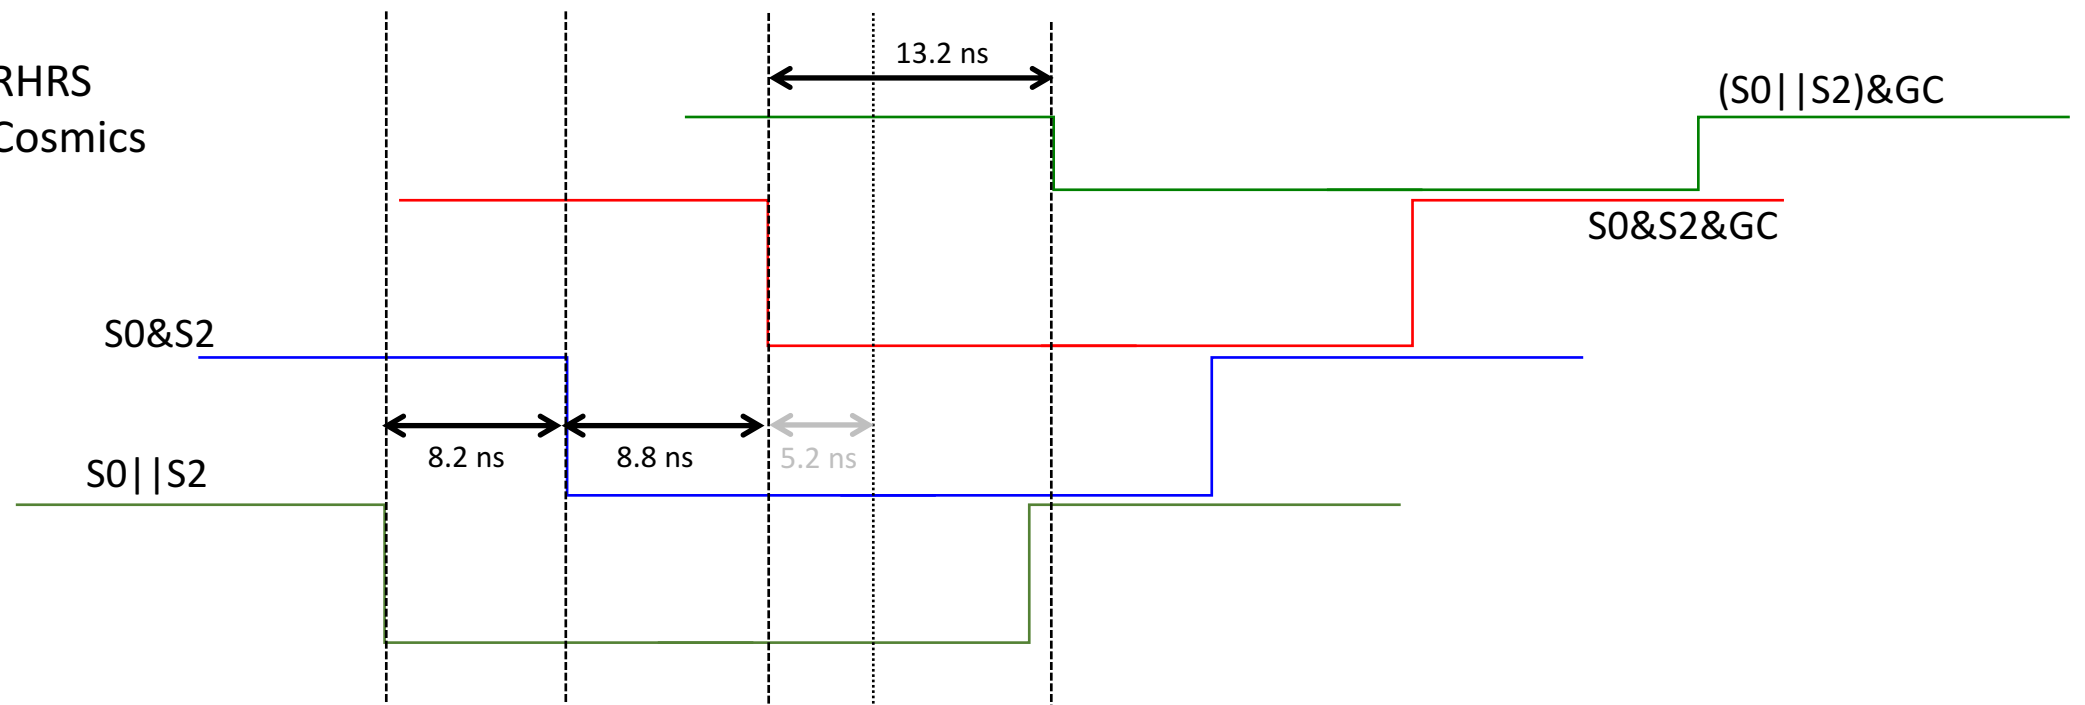 13.2 ns
RHRS
Cosmics
(S0||S2)&GC
S0&S2&GC
S0&S2
8.2 ns
8.8 ns
5.2 ns
S0||S2